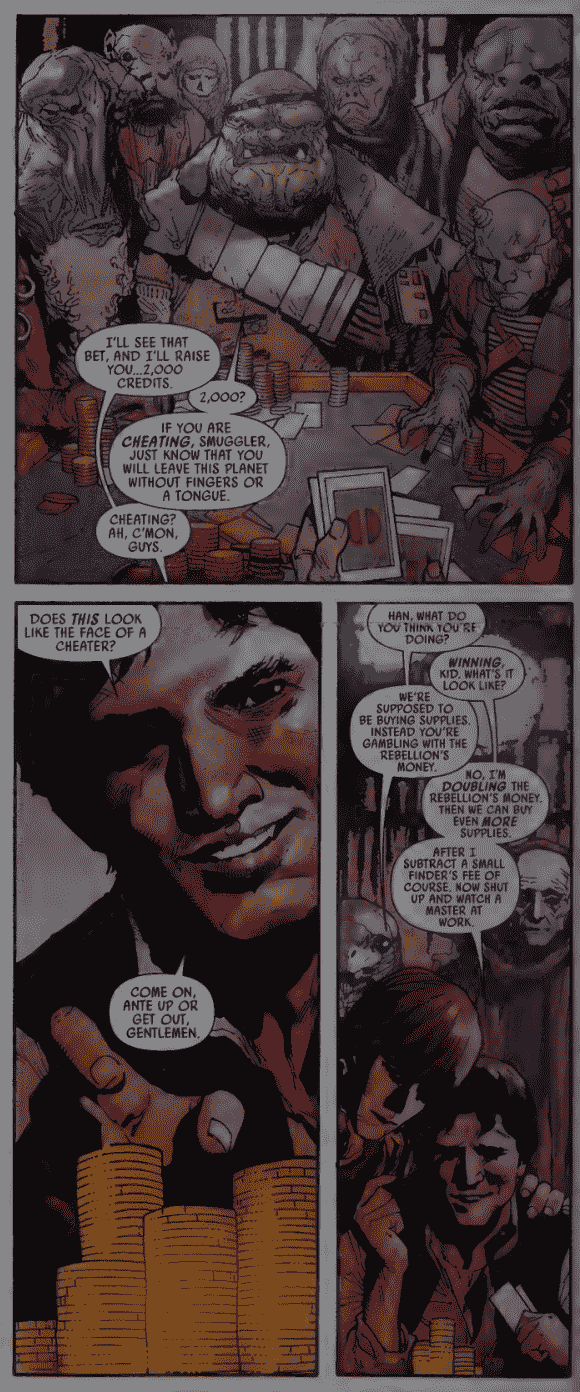 I'LL SEE THAT
BET, AND I'LL RAISE
YOU...2,000
CREDITS.
2,000?
IF YOU ARE
CHEATING, SMUGGLER,
JUST KNOW THAT YOU
WILL LEAVE THIS PLANET
WITHOUT FINGERS OR
A TONGUE.
CHEATING?
AH, C'MON,
GUYS.
DOES THIS LOOK
LIKE THE FACE OF A
CHEATER?
COME ON,
ANTE UP OR
GET OUT,
GENTLEMEN.
HAN, WHAT DO
YOU THINK YOU'RE
DOING?
WINNING,
KID. WHAT'S IT
LOOK LIKE?
WE'RE
SUPPOSED TO
BE BUYING SUPPLIES.
INSTEAD YOU'RE
GAMBLING WITH THE
REBELLION'S
MONEY.
NO, I'M
DOUBLING THE
REBELLION'S MONEY.
THEN WE CAN BUY
EVEN MORE
SUPPLIES.
AFTER I
SUBTRACT A SMALL
FINDER'S FEE OF
COURSE. NOW SHUT
UP AND WATCH A
MASTER AT
WORK.